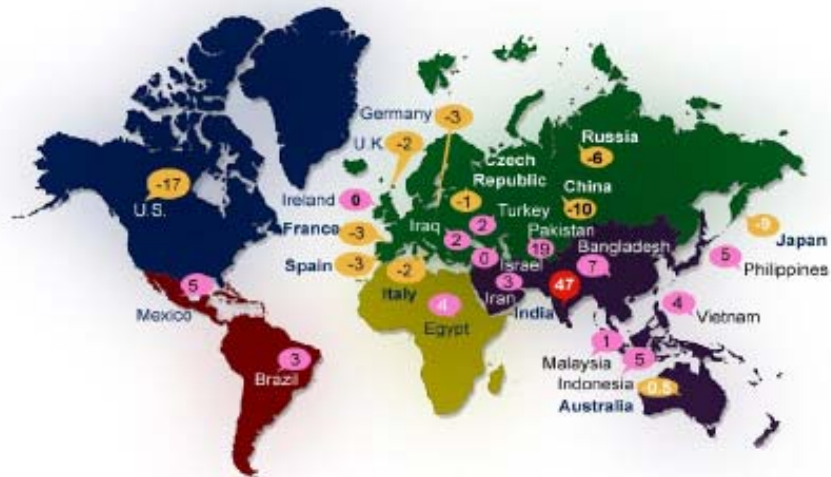 Germany -3
U.K -2
Russia
-6
Czech
Republic
-1
China
-10
-17
U.S.
Ireland 0
Turkey
2
France -3
Iraq
2
Pakistan
19
Bangladesh
7
-9
Japan
Spain -3
-2
Italy
0
Israel
5
Philippines
5
Mexico
4
Egypt
3
Iran
47
India
4
Vietnam
1
Malaysia
5
Indonesia
-0.5
Australia
3
Brazil